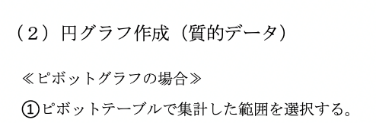 （２）円グラフ作成（質的データ）
≪ピボットグラフの場合≫
①ピボットテーブルで集計した範囲を選択する。